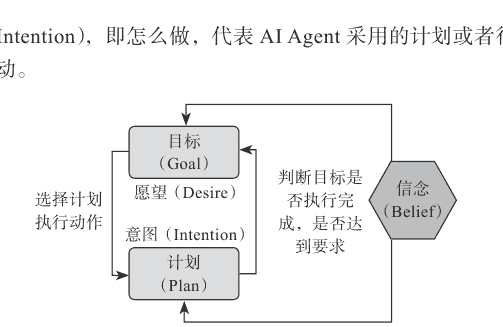 Intention），即怎么做，代表 AI Agent 采用的计划或者行
动。
目标
（Goal）
愿望（Desire）
选择计划
执行动作
意图（Intention）
计划
（Plan）
判断目标是
否执行完
成，是否达
到要求
信念
（Belief）